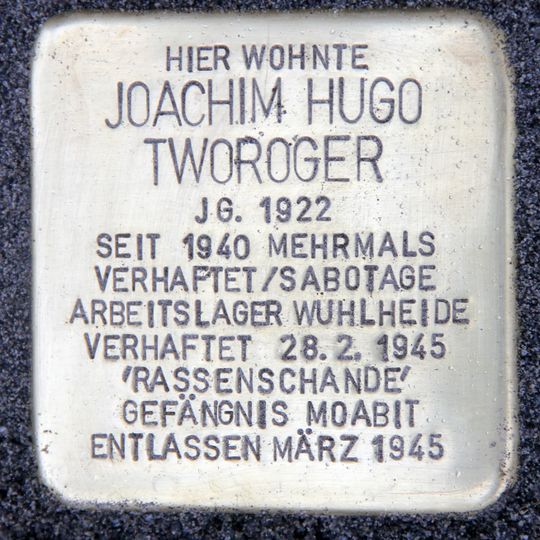 HIER WOHNTE
JOACHIM HUGO
TWOROGER
JG. 1922
SEIT 1940 MEHRMALS
VERHAFTET/SABOTAGE
ARBEITSLAGER WUHLHEIDE
VERHAFTET 28.2.1945
'RASSENSCHANDE'
GEFÄNGNIS MOABIT
ENTLASSEN MÄRZ 1945